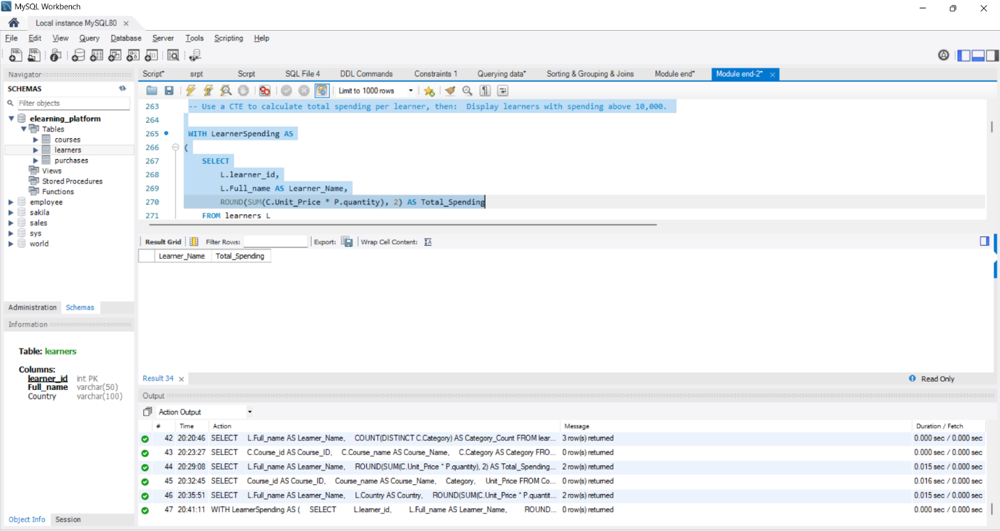 MySQL Workbench
Local instance MySQL80
File Edit View Query Database Server Tools Scripting Help
Navigator
SCHEMAS
Filter objects
elearning_platform
Tables
courses
learners
purchases
Views
Stored Procedures
Functions
employee
sakila
sales
sys
world
Administration Schemas
Information
Table: learners
Columns:
learner_id int PK
Full_name varchar(50)
Country varchar(100)
Object Info Session
Script* srpt Scrpt SQL File 4 DDL Commands Constraints 1 Querying data* Sorting & Grouping & Joins Module end* Module end-2*
Limit to 1000 rows
263 -- Use a CTE to calculate total spending per learner, then: Display learners with spending above 10,000.
264
265 WITH LearnerSpending AS
266 (
267 SELECT
268 L.learner_id,
269 L.Full_name AS Learner_Name,
270 ROUND(SUM(C.Unit_Price * P.quantity), 2) AS Total_Spending
271 FROM learners L
Result Grid Filter Rows: Export: Wrap Cell Content:
Learner_Name Total_Spending
Result 34 Read Only
Output
Action Output
# Time Action Message Duration / Fetch
42 20:20:46 SELECT L.Full_name AS Learner_Name, COUNT(DISTINCT C.Category) AS Category_Count FROM lear... 3 row(s) returned 0.000 sec / 0.000 sec
43 20:23:27 SELECT C.Course_id AS Course_ID, C.Course_name AS Course_Name, C.Category AS Category FRO... 0 row(s) returned 0.000 sec / 0.000 sec
44 20:29:08 SELECT L.Full_name AS Learner_Name, ROUND(SUM(C.Unit_Price * P.quantity), 2) AS Total_Spending... 2 row(s) returned 0.015 sec / 0.000 sec
45 20:32:45 SELECT Course_id AS Course_ID, Course_name AS Course_Name, Category, Unit_Price FROM Co... 0 row(s) returned 0.016 sec / 0.000 sec
46 20:35:51 SELECT L.Full_name AS Learner_Name, L.Country AS Country, ROUND(SUM(C.Unit_Price * P.quantit... 2 row(s) returned 0.015 sec / 0.000 sec
47 20:41:11 WITH LearnerSpending AS ( SELECT L.learner_id, L.Full_name AS Learner_Name, ROUND... 0 row(s) returned 0.000 sec / 0.000 sec